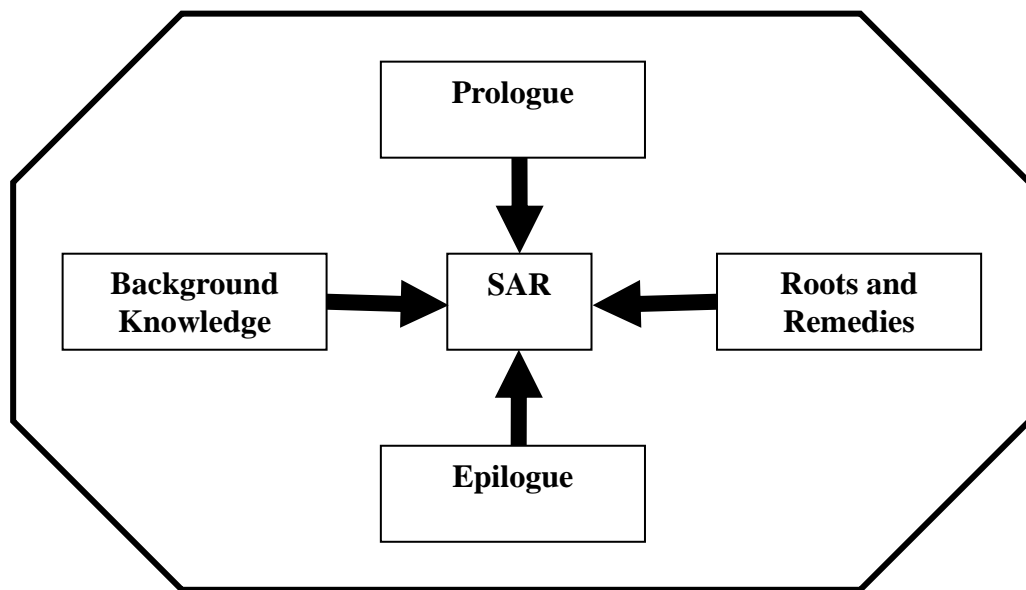 Prologue
Background
Knowledge
SAR
Roots and
Remedies
Epilogue